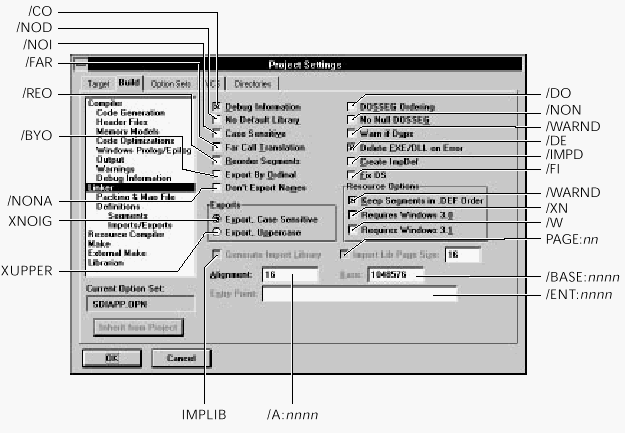 /CO
/NOD
/NOI
/FAR
/REO
/BYO
/NONA
XNOIG
XUPPER
Project Settings
Target Build Option Sets VCS Directories
Compiler
Code Generation
Header Files
Memory Models
Code Optimizations
Windows Prolog/Epilog
Output
Warnings
Debug Information
Linker
Packing & Map File
Definitions
Segments
Imports/Exports
Resource Compiler
Make
External Make
Librarian
Current Option Set:
SDIAPP.OPN
Inherit from Project
OK Cancel
Debug Information
No Default Library
Case Sensitive
Far Call Translation
Reorder Segments
Export By Ordinal
Don't Export Names
Exports
Export, Case Sensitive
Export, Uppercase
Generate Import Library
Alignment: 16
Entry Point:
DOSSEG Ordering
No Null DOSSEG
Warn if Dups
Delete EXE/DLL on Error
Create ImpDef
Fix DS
Resource Options
Keep Segments in .DEF Order
Requires Windows 3.0
Requires Windows 3.1
Import Lib Page Size: 16
Base: 1048576
/DO
/NON
/WARND
/DE
/IMPD
/FI
/WARND
/XN
/W
PAGE:nn
/BASE:nnnn
/ENT:nnnn
IMPLIB
/A:nnnn